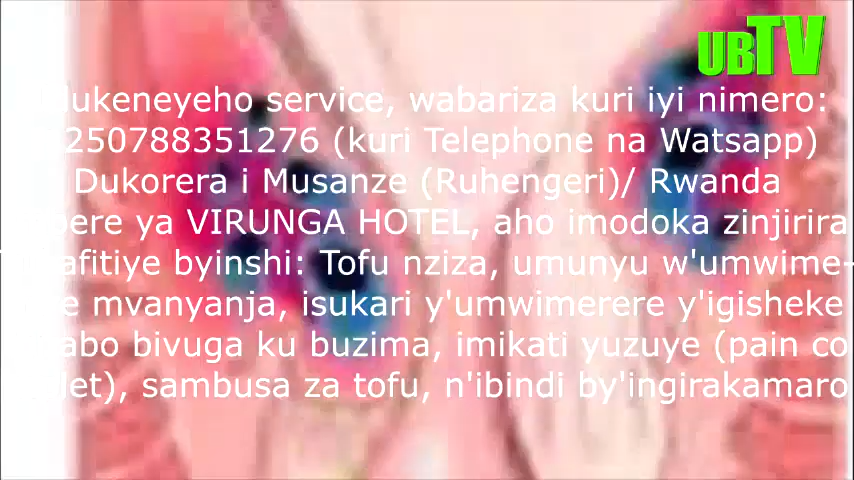 UBTV
service, wabariza kuri iyi nimero:
250788351276 (kuri Telephone na Watsapp)
Dukorera i Musanze (Ruhengeri)/ Rwanda
ya VIRUNGA HOTEL, aho imodoka zinjirira
byinshi: Tofu nziza, umunyu w'umwime-
mvanyanja, isukari y'umwimerere y'igisheke
bivuga ku buzima, imikati yuzuye (pain co
let), sambusa za tofu, n'ibindi by'ingirakamaro